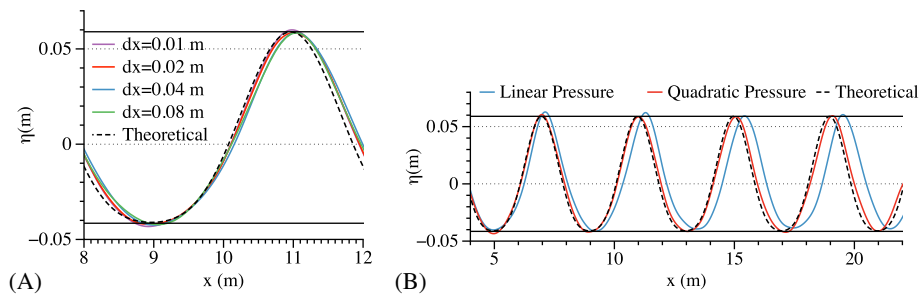 0.05
0
−0.05
η(m)
dx=0.01 m
dx=0.02 m
dx=0.04 m
dx=0.08 m
Theoretical
8 9 10 11 12
x (m)
(A)
Linear Pressure Quadratic Pressure Theoretical
0.05
0
−0.05
η(m)
5 10 15 20
x (m)
(B)